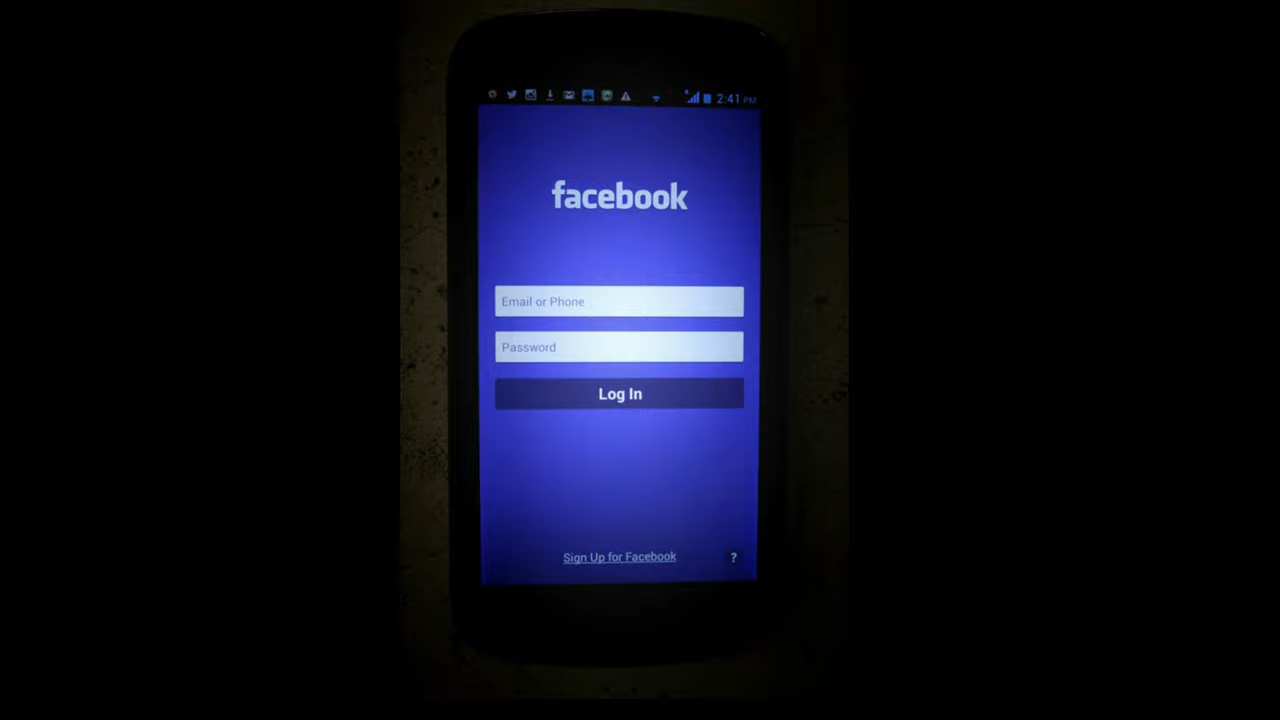 2:41 PM
facebook
Email or Phone
Password
Log In
Sign Up for Facebook
?